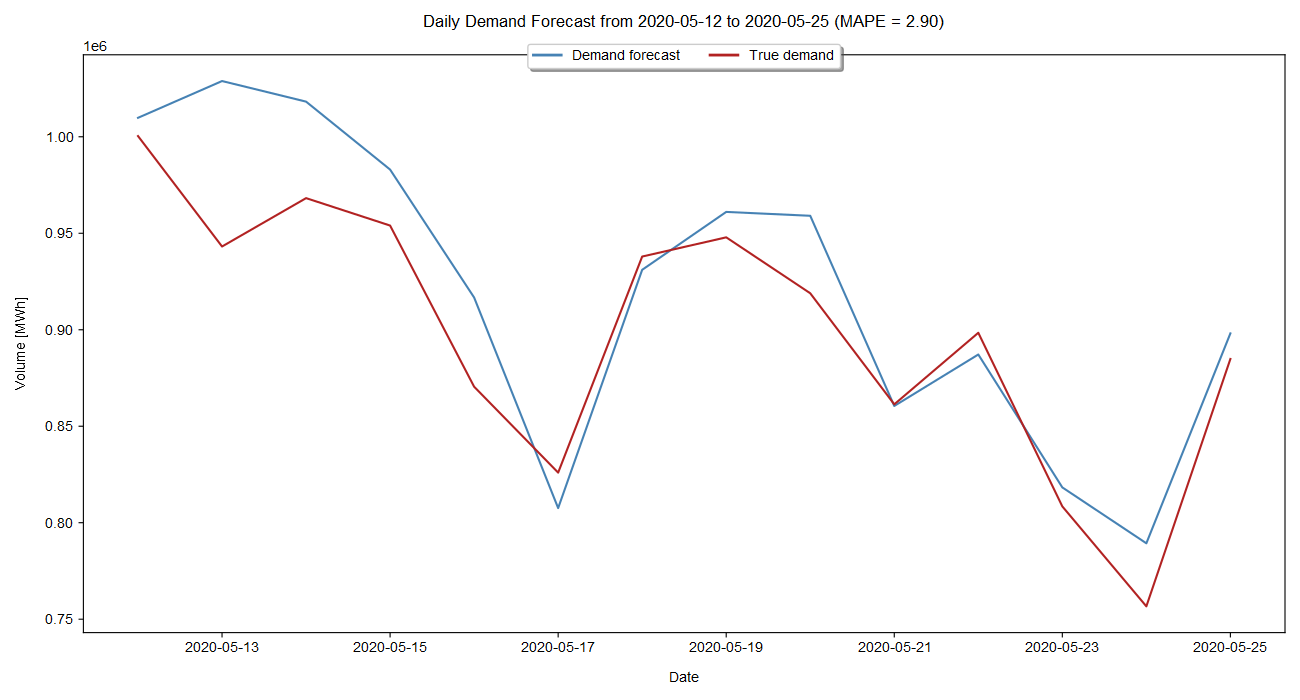 Daily Demand Forecast from 2020-05-12 to 2020-05-25 (MAPE = 2.90)
1e6
Demand forecast
True demand
1.00
0.95
0.90
0.85
0.80
0.75
Volume [MWh]
2020-05-13
2020-05-15
2020-05-17
2020-05-19
2020-05-21
2020-05-23
2020-05-25
Date